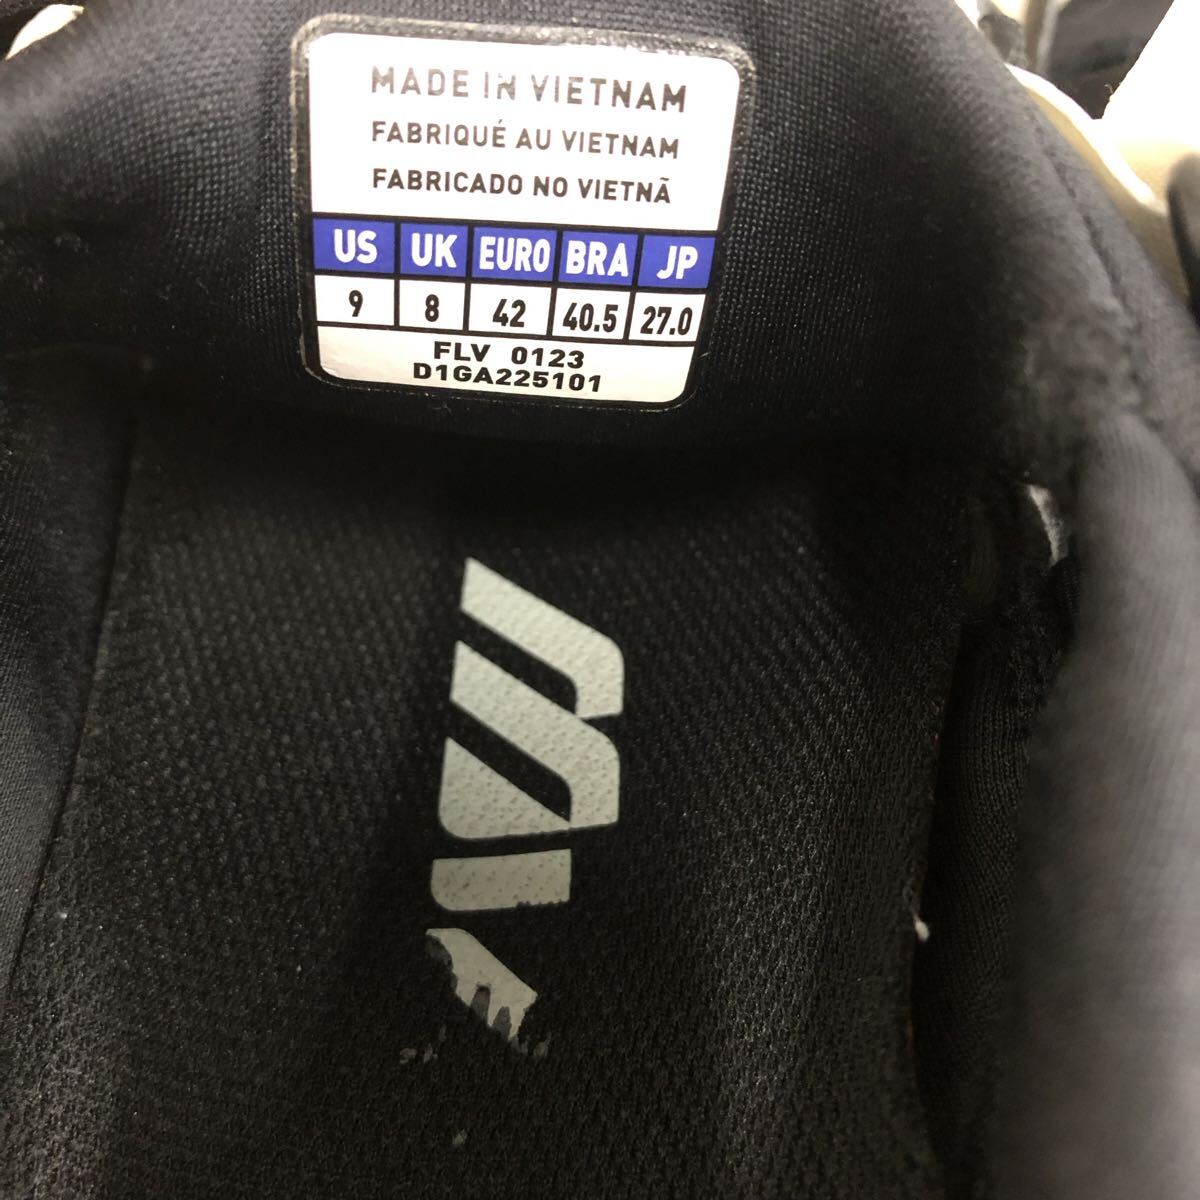 MADE IN VIETNAM
FABRIQUÉ AU VIETNAM
FABRICADO NO VIETNÃ
US UK EURO BRA JP
9 8 42 40.5 27.0
FLV 0123
D1GA225101